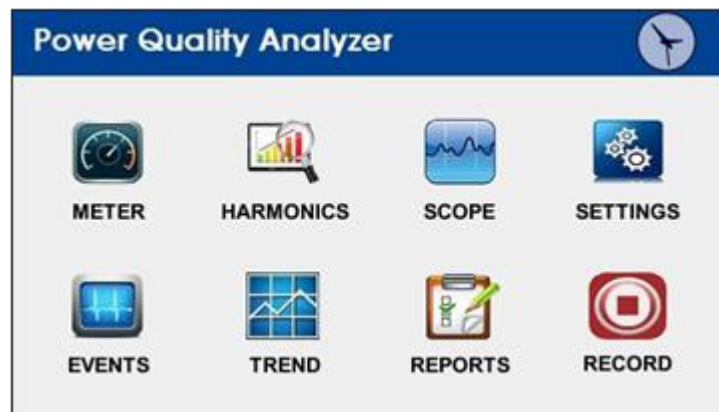 Power Quality Analyzer
METER HARMONICS SCOPE SETTINGS
EVENTS TREND REPORTS RECORD